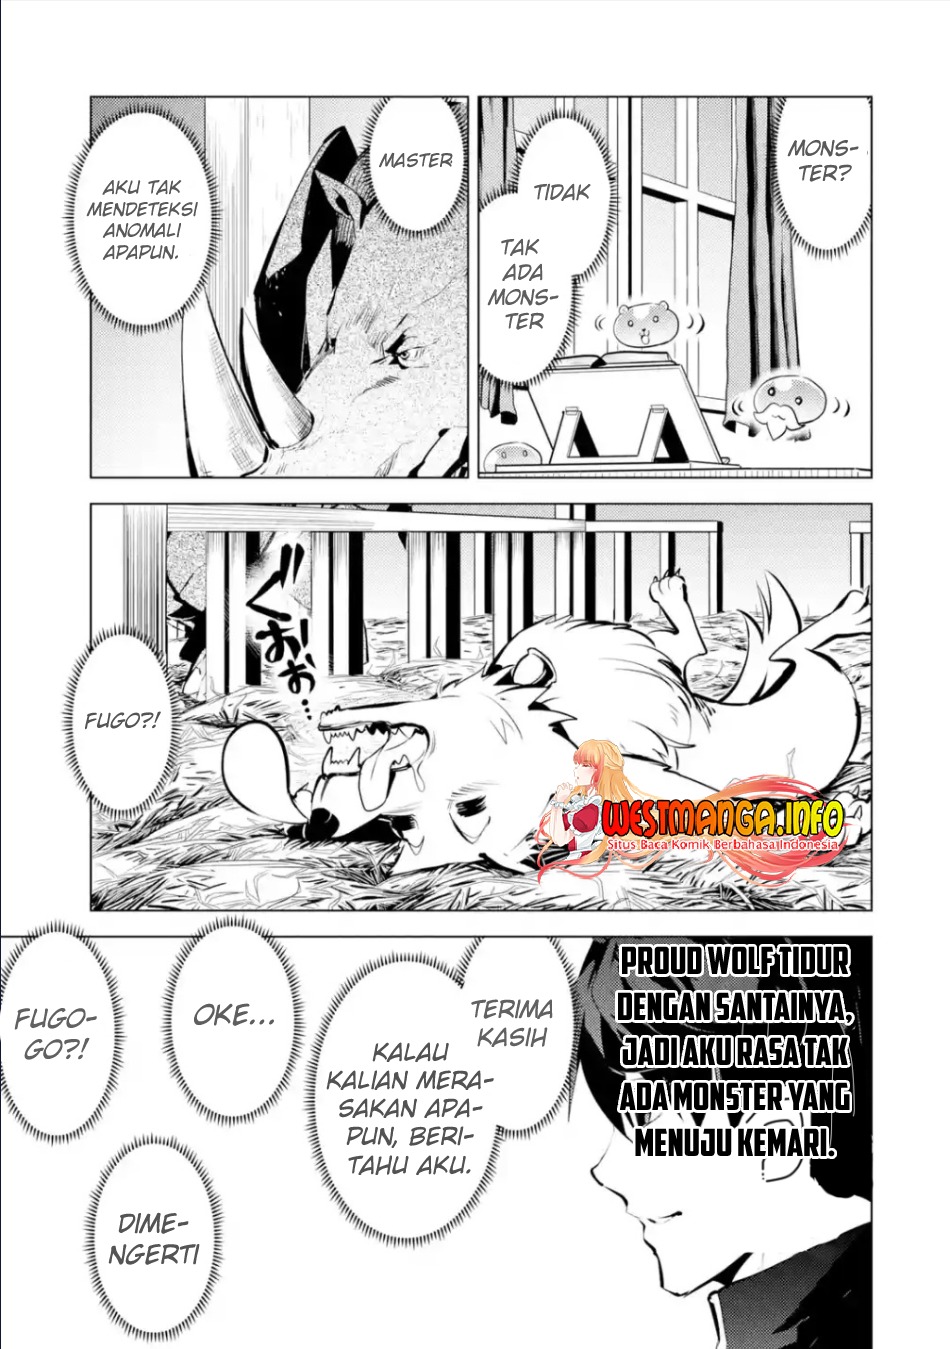 MONS-
TER?
TIDAK
TAK
ADA
MONS-
TER
MASTER
AKU TAK
MENDETEKSI
ANOMALI
APAPUN.
ぐおおぉ…
FUGO?!
WESTMANGA.INFO
Situs Baca Komik Berbahasa Indonesia
PROUD WOLF TIDUR
DENGAN SANTAINYA,
JADI AKU RASA TAK
ADA MONSTER YANG
MENUJU KEMARI.
TERIMA
KASIH
KALAU
KALIAN MERA-
SAKAN APA-
PUN, BERI-
TAHU AKU.
OKE...
FUGO-
GO?!
DIME-
NGERTI